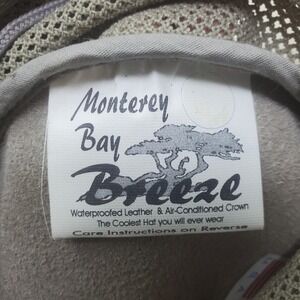 Monterey
Bay
Breeze
Waterproofed Leather & Air-Conditioned Crown
The Coolest Hat you will ever wear
Care Instructions on Reverse